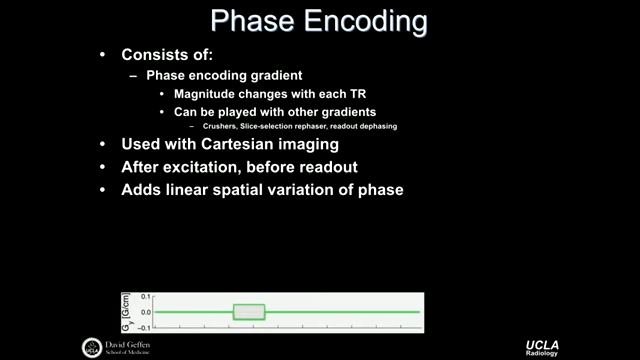 Phase Encoding
• Consists of:
– Phase encoding gradient
• Magnitude changes with each TR
• Can be played with other gradients
– Crushers, Slice-selection rephaser, readout dephasing
• Used with Cartesian imaging
• After excitation, before readout
• Adds linear spatial variation of phase
Gy [G/cm]
0.1
0.0
−0.1
UCLA
David Geffen
School of Medicine
UCLA
Radiology